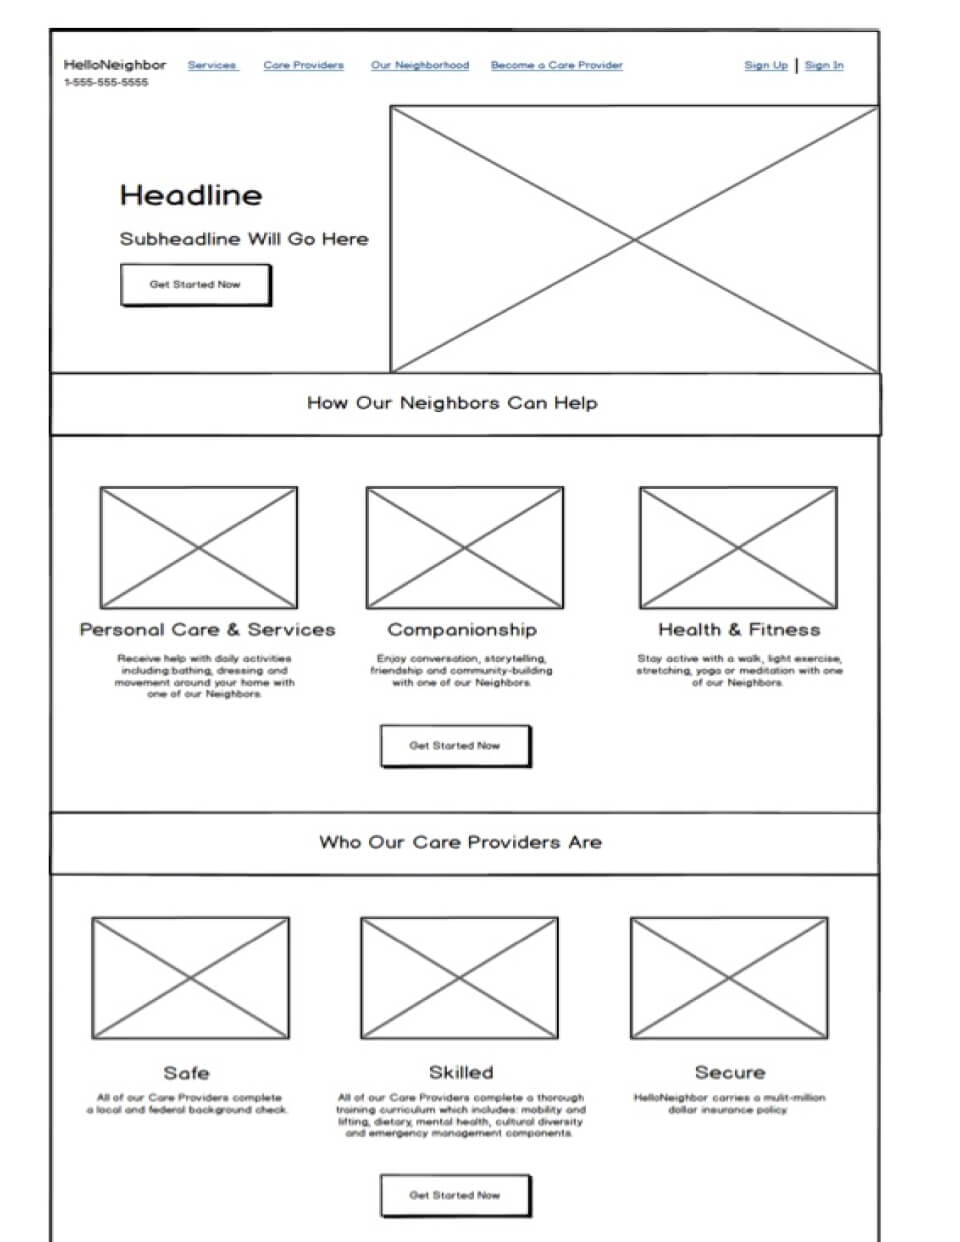 HelloNeighbor Services Care Providers Our Neighborhood Become a Care Provider Sign Up | Sign In
1-555-555-5555
Headline
Subheadline Will Go Here
Get Started Now
How Our Neighbors Can Help
Personal Care & Services
Receive help with daily activities
including:bathing, dressing and
movement around your home with
one of our Neighbors.
Companionship
Enjoy conversation, storytelling,
friendship and community-building
with one of our Neighbors.
Health & Fitness
Stay active with a walk, light exercise,
stretching, yoga or meditation with one
of our Neighbors.
Get Started Now
Who Our Care Providers Are
Safe
All of our Care Providers complete
a local and federal background check.
Skilled
All of our Care Providers complete a thorough
training curriculum which includes: mobility and
lifting, dietary, mental health, cultural diversity
and emergency management components.
Secure
HelloNeighbor carries a mulit-million
dollar insurance policy.
Get Started Now